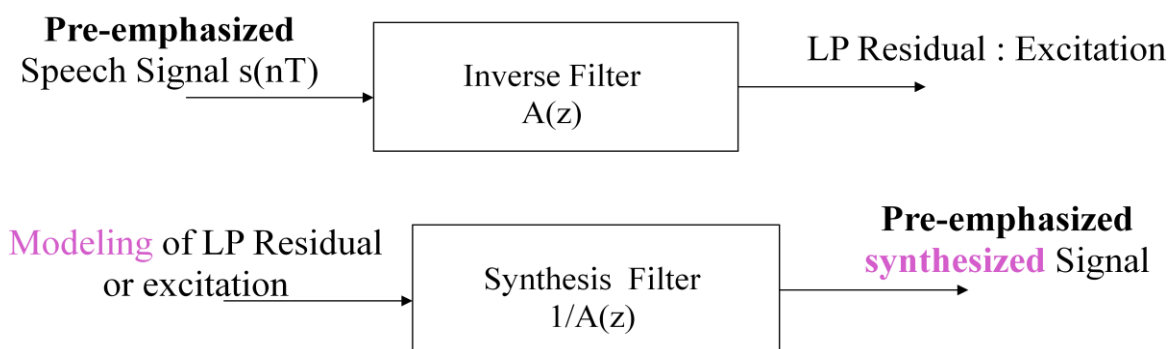 Pre-emphasized
Speech Signal s(nT)
Inverse Filter
A(z)
LP Residual : Excitation
Modeling of LP Residual
or excitation
Synthesis Filter
1/A(z)
Pre-emphasized
synthesized Signal